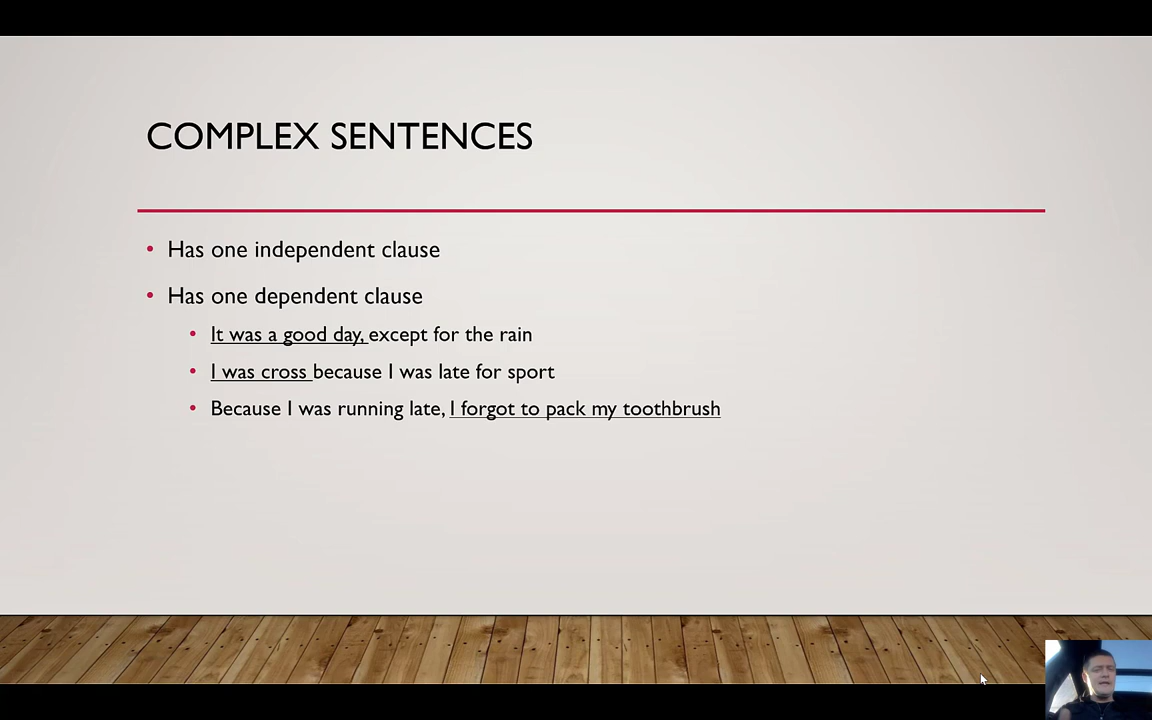 COMPLEX SENTENCES
• Has one independent clause
• Has one dependent clause
• It was a good day, except for the rain
• I was cross because I was late for sport
• Because I was running late, I forgot to pack my toothbrush